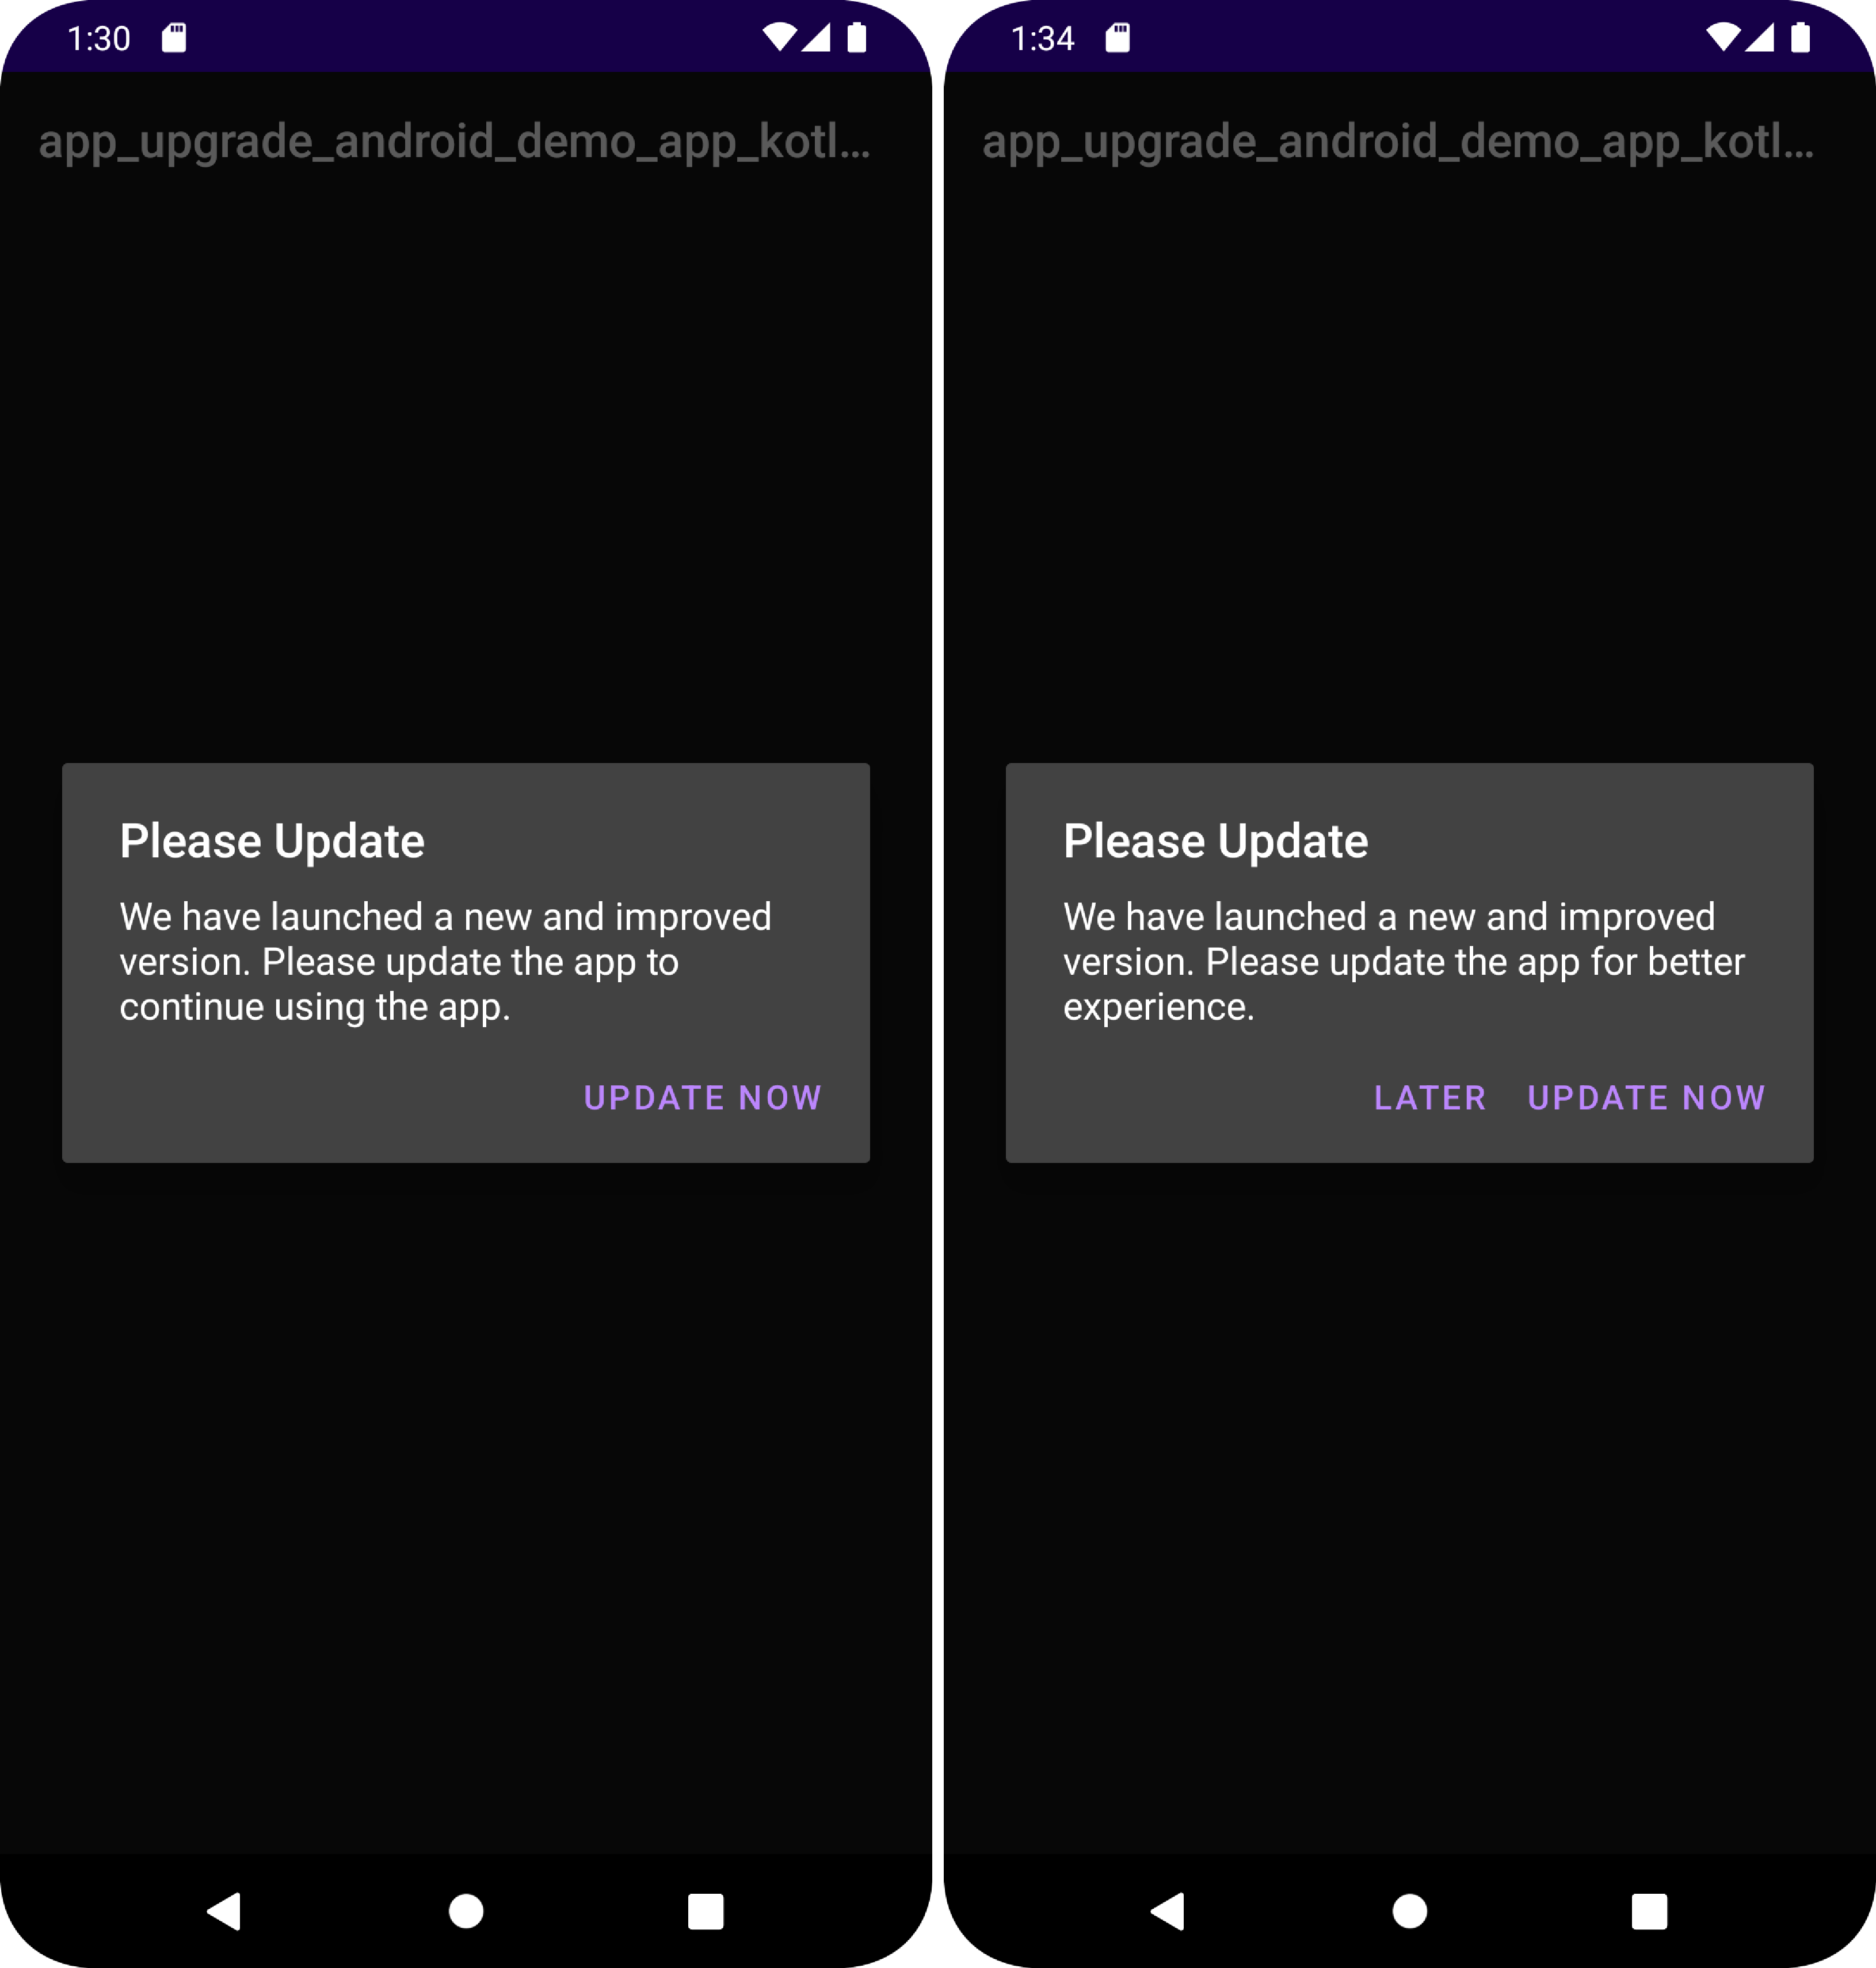 1:30
app_upgrade_android_demo_app_kotl...
Please Update
We have launched a new and improved
version. Please update the app to
continue using the app.
UPDATE NOW
1:34
app_upgrade_android_demo_app_kotl...
Please Update
We have launched a new and improved
version. Please update the app for better
experience.
LATER UPDATE NOW